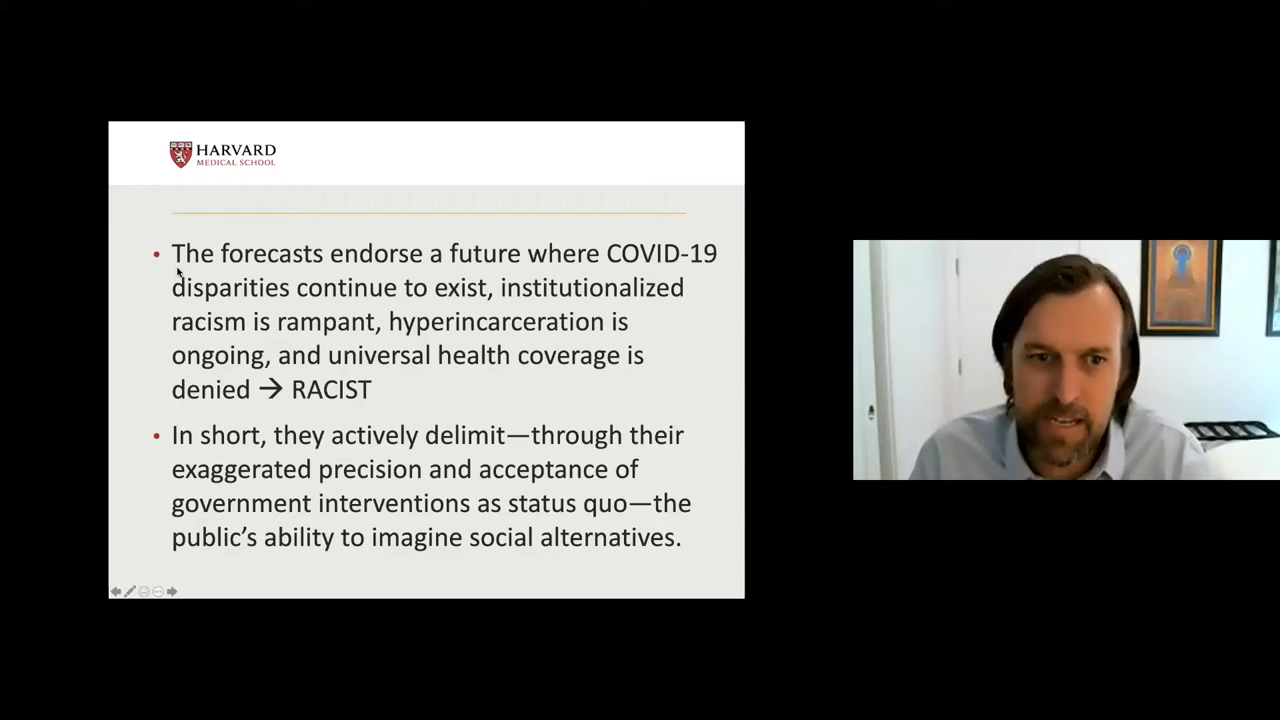 HARVARD
MEDICAL SCHOOL
• The forecasts endorse a future where COVID-19
disparities continue to exist, institutionalized
racism is rampant, hyperincarceration is
ongoing, and universal health coverage is
denied → RACIST
• In short, they actively delimit—through their
exaggerated precision and acceptance of
government interventions as status quo—the
public’s ability to imagine social alternatives.